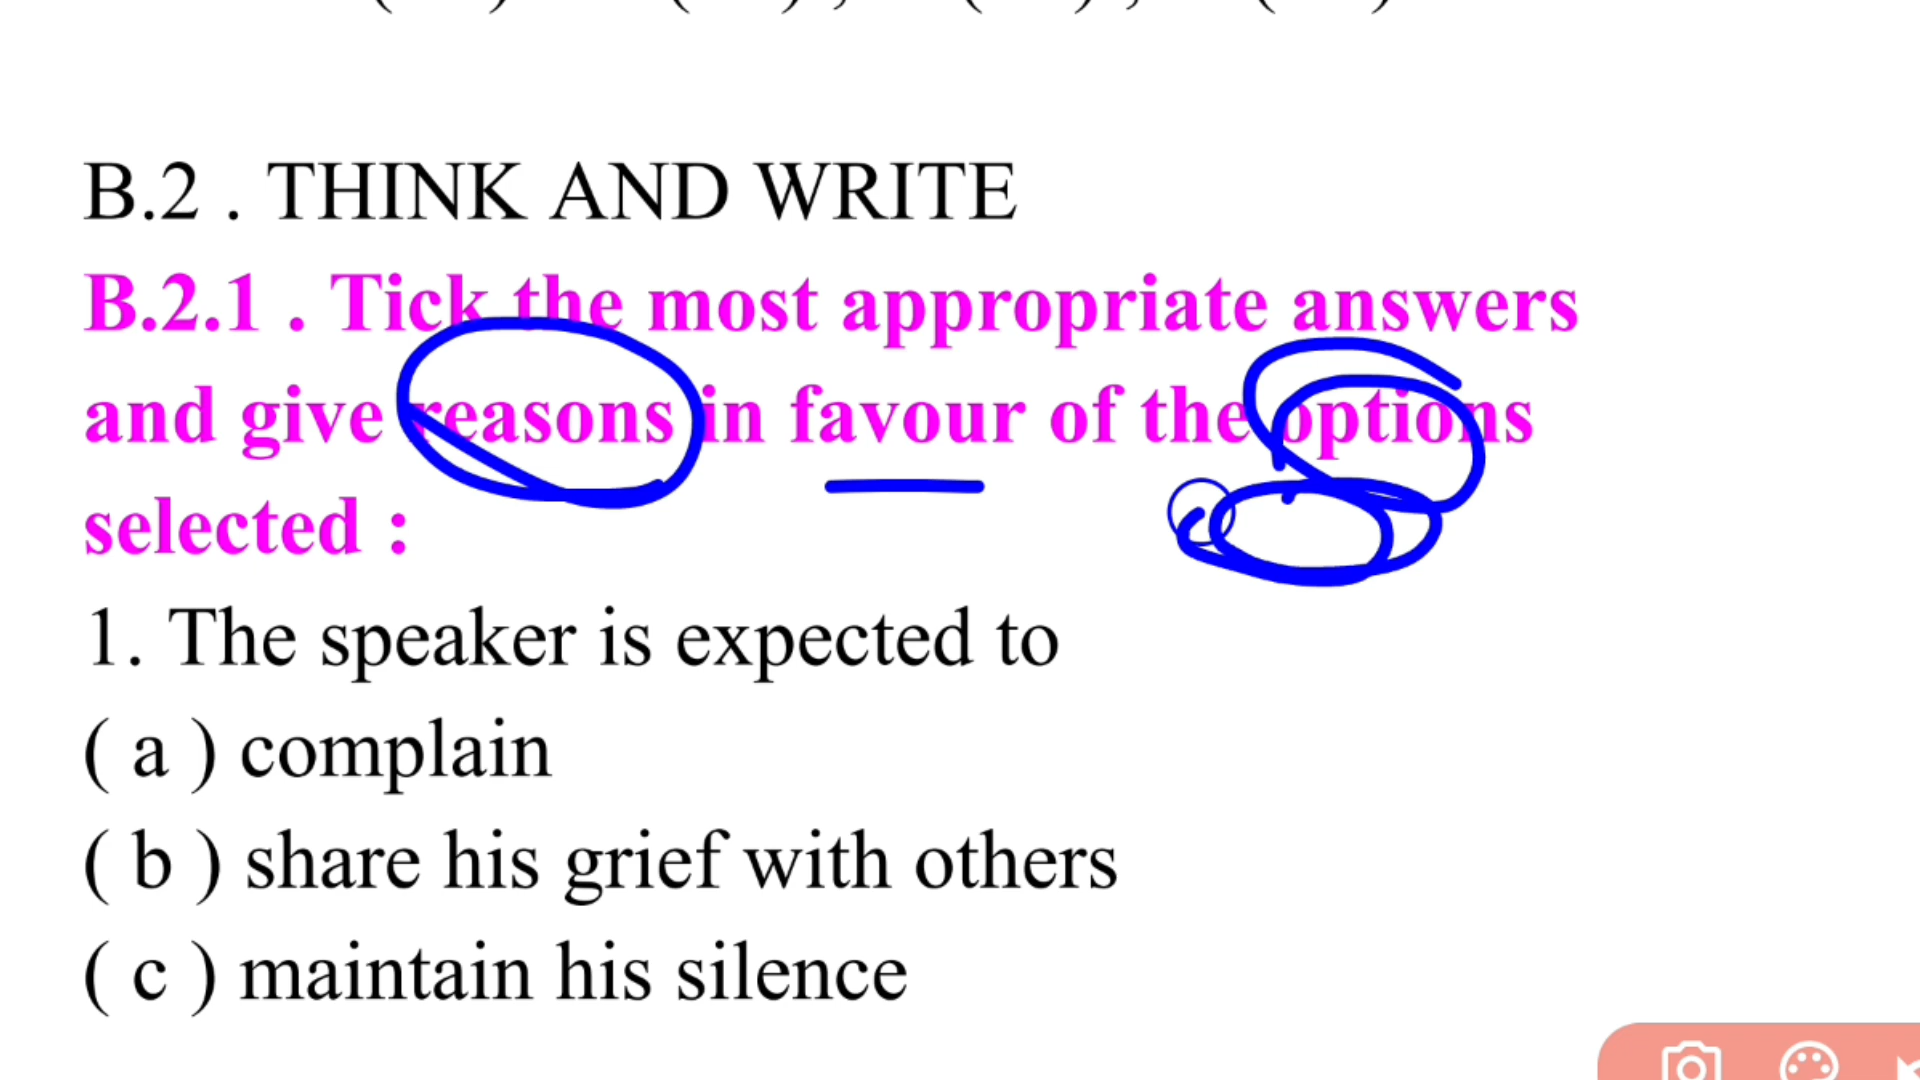 B.2 . THINK AND WRITE
B.2.1 . Tick the most appropriate answers
and give reasons in favour of the options
selected :
1. The speaker is expected to
( a ) complain
( b ) share his grief with others
( c ) maintain his silence